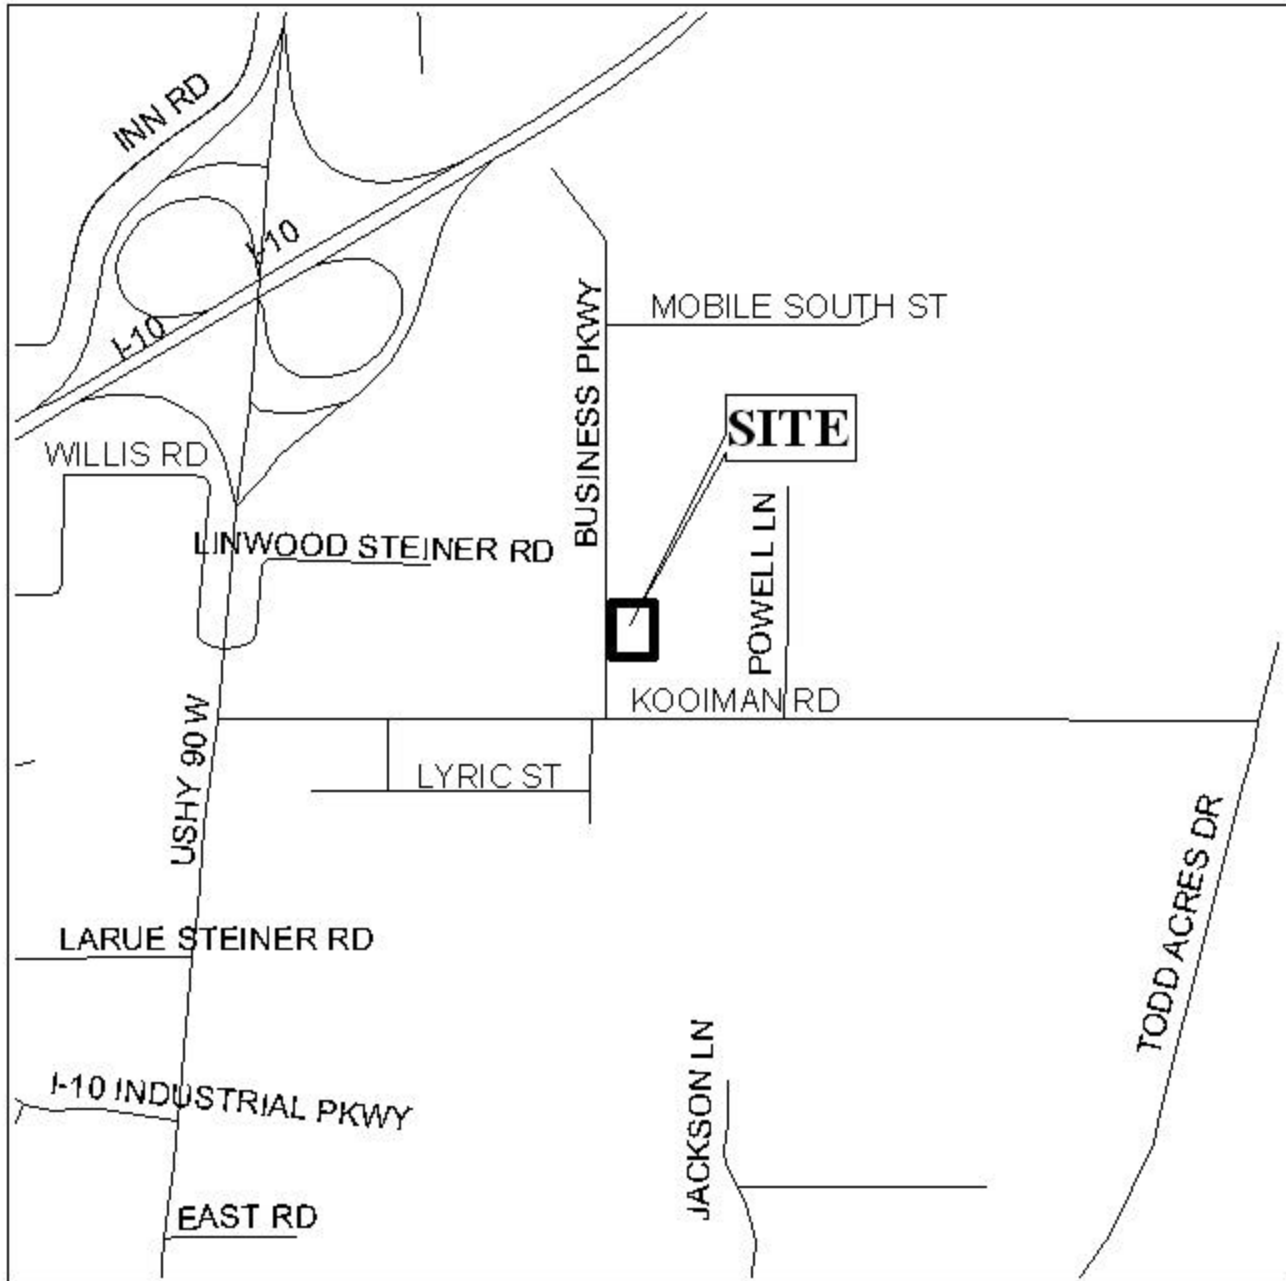 INN RD
I-10
I-10
MOBILE SOUTH ST
BUSINESS PKWY
SITE
WILLIS RD
LINWOOD STEINER RD
POWELL LN
KOOIMAN RD
USHY 90 W
LYRIC ST
TODD ACRES DR
LARUE STEINER RD
I-10 INDUSTRIAL PKWY
JACKSON LN
EAST RD